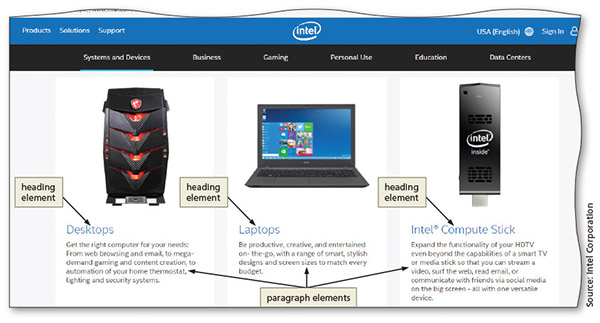 Products Solutions Support
intel
USA (English) Sign In
Systems and Devices Business Gaming Personal Use Education Data Centers
intel
inside™
heading
element
heading
element
heading
element
Desktops
Get the right computer for your needs:
From web browsing and email, to mega-
demand gaming and content creation, to
automation of your home thermostat,
lighting and security systems.
Laptops
Be productive, creative, and entertained
on- the-go, with a range of smart, stylish
designs and screen sizes to match every
budget.
Intel® Compute Stick
Expand the functionality of your HDTV
even beyond the capabilities of a smart TV
or media stick so that you can stream a
video, surf the web, read email, or
communicate with friends via social media
on the big screen - all with one versatile
device.
paragraph elements
Source: Intel Corporation